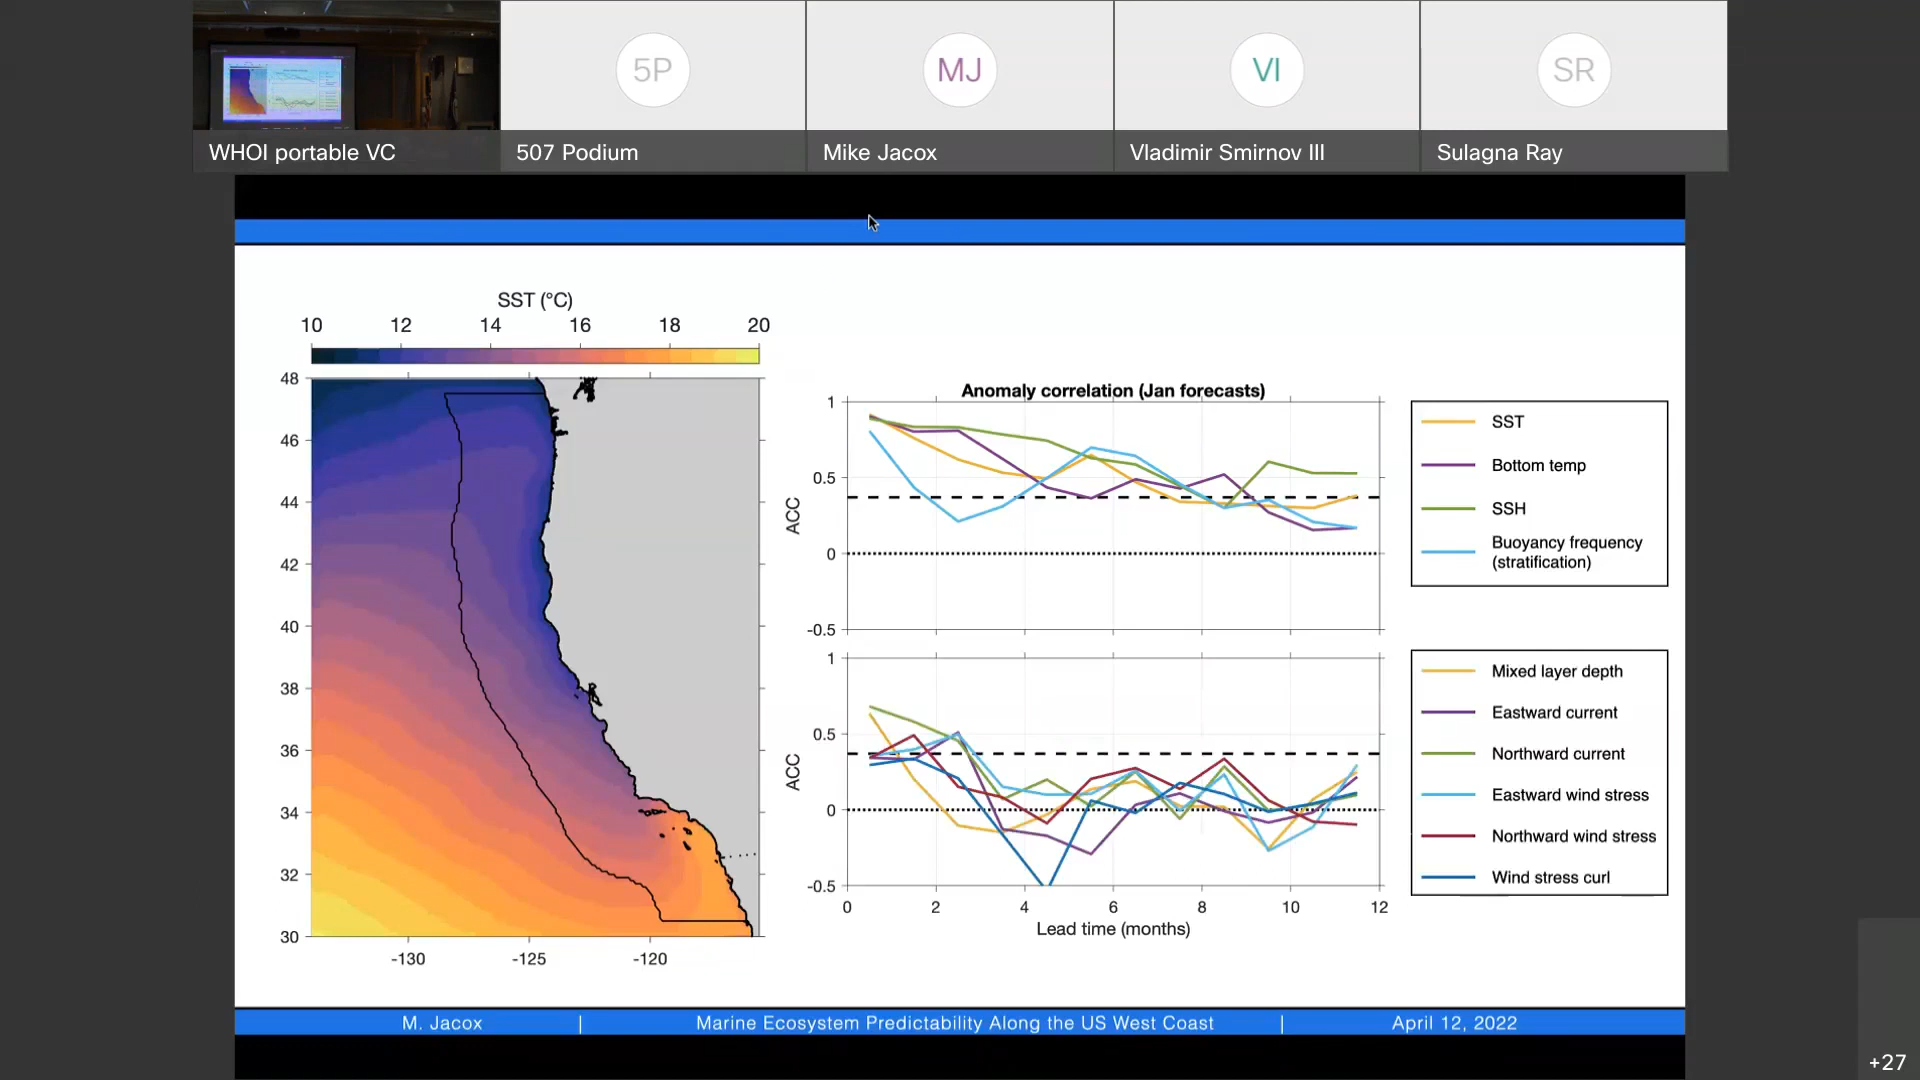 5P
MJ
VI
SR
WHOI portable VC
507 Podium
Mike Jacox
Vladimir Smirnov III
Sulagna Ray
SST (°C)
10 12 14 16 18 20
48
46
44
42
40
38
36
34
32
30
-130 -125 -120
Anomaly correlation (Jan forecasts)
1
0.5
0
-0.5
ACC
SST
Bottom temp
SSH
Buoyancy frequency
(stratification)
1
0.5
0
-0.5
ACC
0 2 4 6 8 10 12
Lead time (months)
Mixed layer depth
Eastward current
Northward current
Eastward wind stress
Northward wind stress
Wind stress curl
M. Jacox | Marine Ecosystem Predictability Along the US West Coast | April 12, 2022
+27